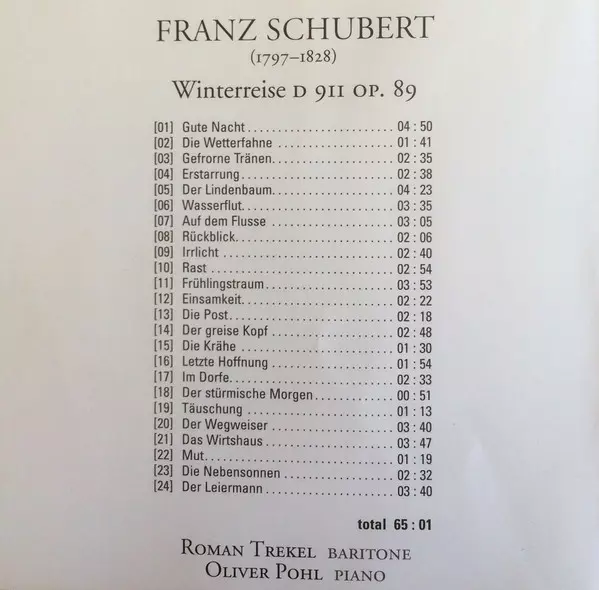 FRANZ SCHUBERT
(1797–1828)
Winterreise D 911 OP. 89
[01] Gute Nacht ........................ 04 : 50
[02] Die Wetterfahne .................... 01 : 41
[03] Gefrorne Tränen.................... 02 : 35
[04] Erstarrung ......................... 02 : 38
[05] Der Lindenbaum.................... 04 : 23
[06] Wasserflut......................... 03 : 35
[07] Auf dem Flusse ..................... 03 : 05
[08] Rückblick.......................... 02 : 06
[09] Irrlicht ............................ 02 : 40
[10] Rast .............................. 02 : 54
[11] Frühlingstraum..................... 03 : 53
[12] Einsamkeit......................... 02 : 22
[13] Die Post........................... 02 : 18
[14] Der greise Kopf .................... 02 : 48
[15] Die Krähe ......................... 01 : 30
[16] Letzte Hoffnung .................... 01 : 54
[17] Im Dorfe........................... 02 : 33
[18] Der stürmische Morgen ............. 00 : 51
[19] Täuschung ........................ 01 : 13
[20] Der Wegweiser .................... 03 : 40
[21] Das Wirtshaus ..................... 03 : 47
[22] Mut............................... 01 : 19
[23] Die Nebensonnen .................. 02 : 32
[24] Der Leiermann ..................... 03 : 40
total 65 : 01
ROMAN TREKEL BARITONE
OLIVER POHL PIANO